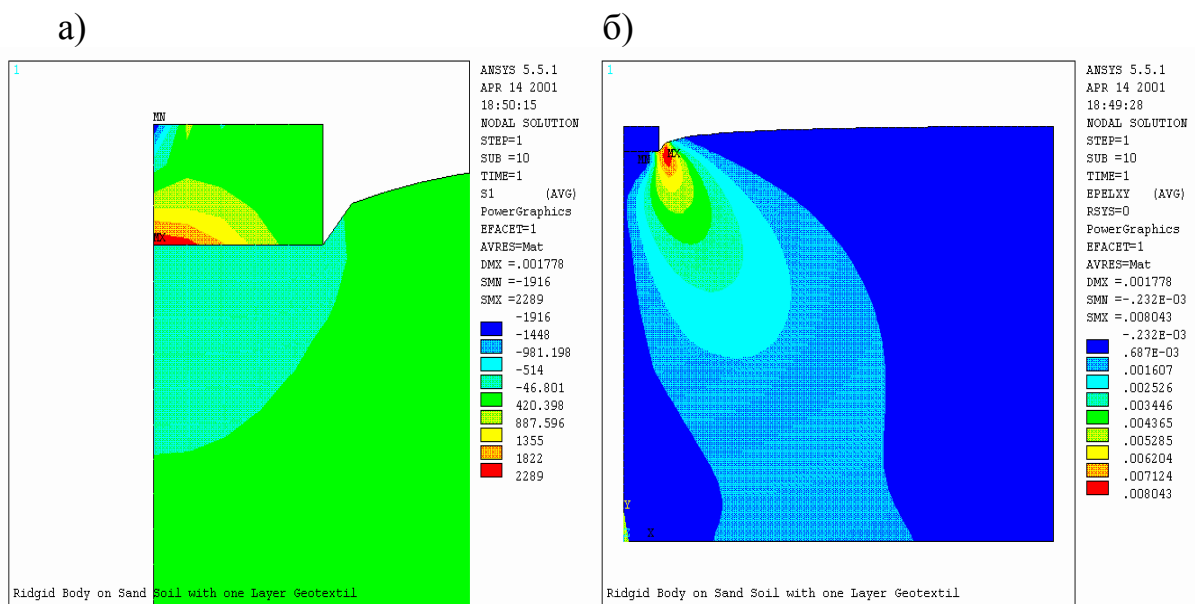 а)
1
MN
MX
ANSYS 5.5.1
APR 14 2001
18:50:15
NODAL SOLUTION
STEP=1
SUB =10
TIME=1
S1 (AVG)
PowerGraphics
EFACET=1
AVRES=Mat
DMX =.001778
SMN =-1916
SMX =2289
-1916
-1448
-981.198
-514
-46.801
420.398
887.596
1355
1822
2289
Ridgid Body on Sand Soil with one Layer Geotextil
б)
1
MN
MX
Y
Z X
ANSYS 5.5.1
APR 14 2001
18:49:28
NODAL SOLUTION
STEP=1
SUB =10
TIME=1
EPELXY (AVG)
RSYS=0
PowerGraphics
EFACET=1
AVRES=Mat
DMX =.001778
SMN =-.232E-03
SMX =.008043
-.232E-03
.687E-03
.001607
.002526
.003446
.004365
.005285
.006204
.007124
.008043
Ridgid Body on Sand Soil with one Layer Geotextil